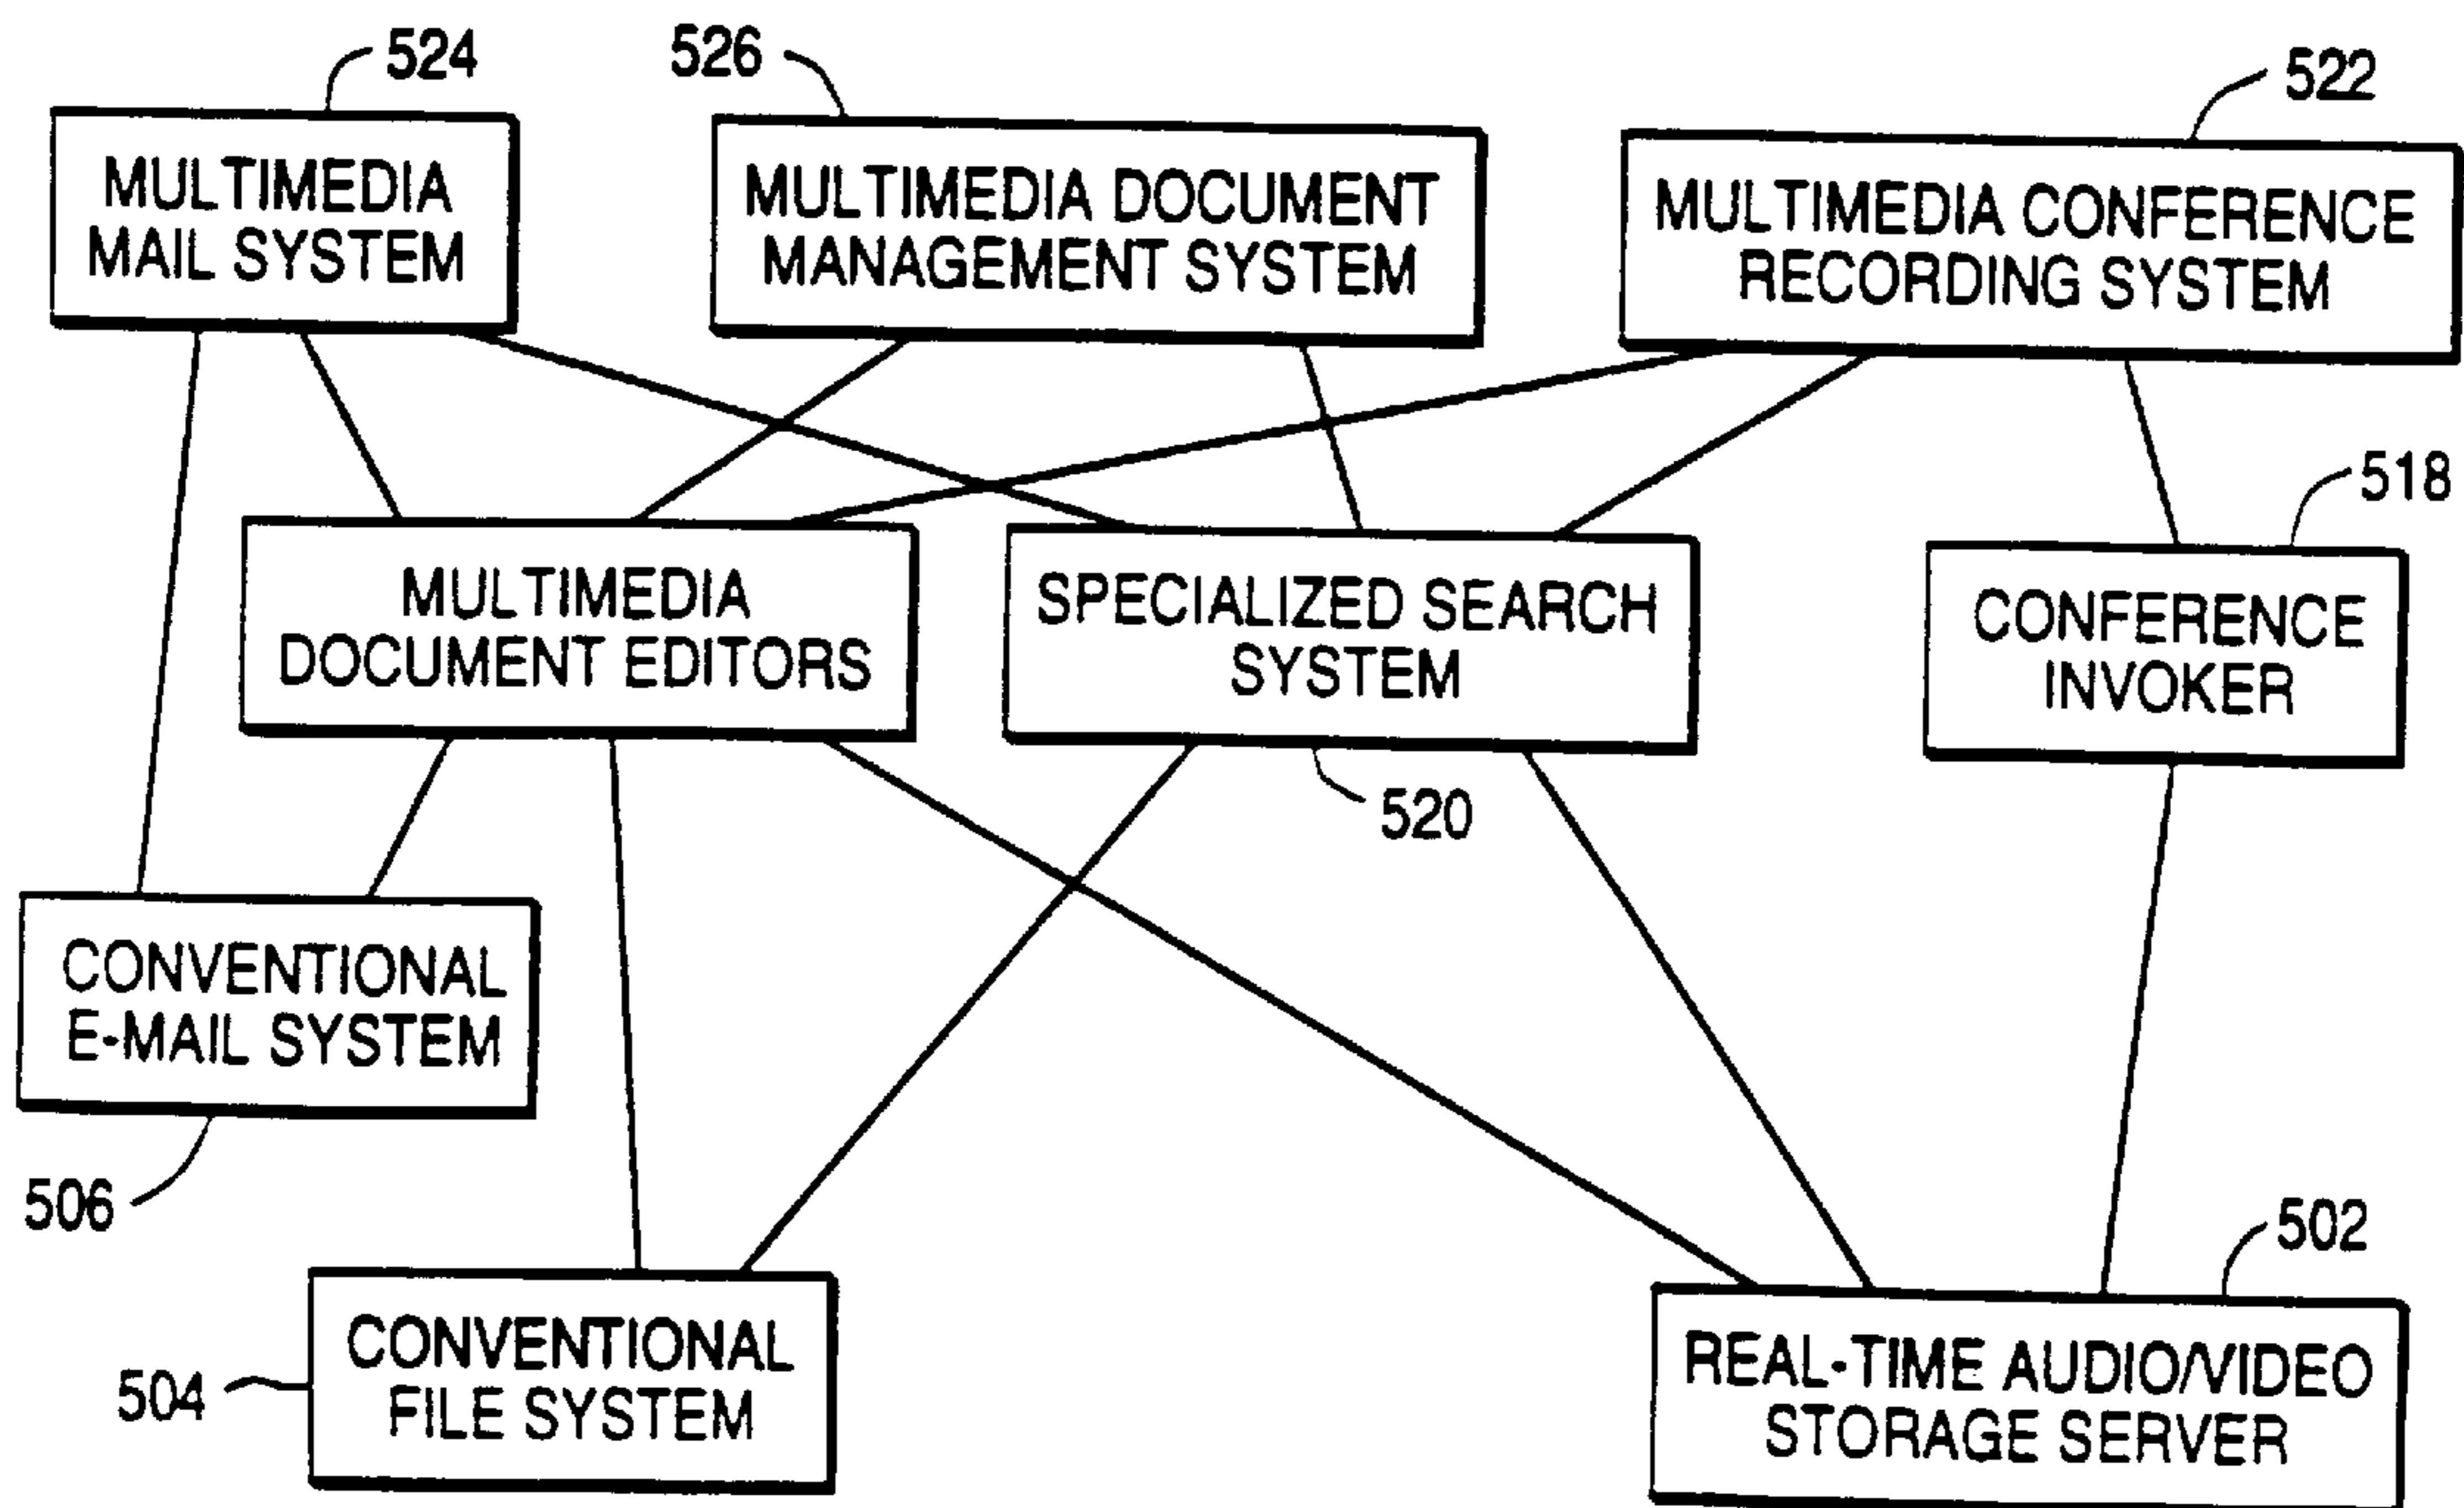 524
526
522
MULTIMEDIA
MAIL SYSTEM
MULTIMEDIA DOCUMENT
MANAGEMENT SYSTEM
MULTIMEDIA CONFERENCE
RECORDING SYSTEM
518
MULTIMEDIA
DOCUMENT EDITORS
SPECIALIZED SEARCH
SYSTEM
CONFERENCE
INVOKER
520
CONVENTIONAL
E-MAIL SYSTEM
506
502
504
CONVENTIONAL
FILE SYSTEM
REAL-TIME AUDIO/VIDEO
STORAGE SERVER